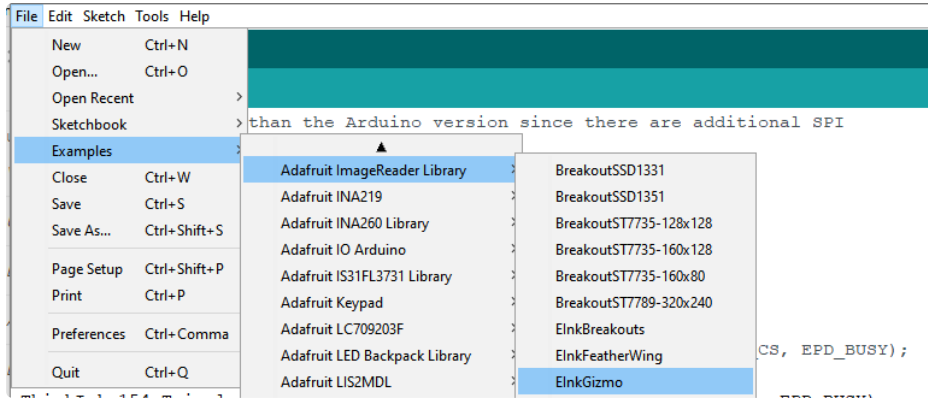 File Edit Sketch Tools Help
New Ctrl+N
Open... Ctrl+O
Open Recent
Sketchbook
Examples
Close Ctrl+W
Save Ctrl+S
Save As... Ctrl+Shift+S
Page Setup Ctrl+Shift+P
Print Ctrl+P
Preferences Ctrl+Comma
Quit Ctrl+Q
than the Arduino version since there are additional SPI
Adafruit ImageReader Library
Adafruit INA219
Adafruit INA260 Library
Adafruit IO Arduino
Adafruit IS31FL3731 Library
Adafruit Keypad
Adafruit LC709203F
Adafruit LED Backpack Library
Adafruit LIS2MDL
BreakoutSSD1331
BreakoutSSD1351
BreakoutST7735-128x128
BreakoutST7735-160x128
BreakoutST7735-160x80
BreakoutST7789-320x240
EInkBreakouts
EInkFeatherWing
EInkGizmo
CS, EPD_BUSY);